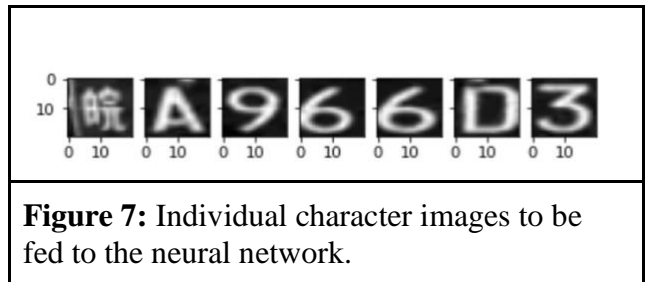 0
10
皖 A 9 6 6 D 3
0 10 0 10 0 10 0 10 0 10 0 10 0 10
Figure 7: Individual character images to be
fed to the neural network.